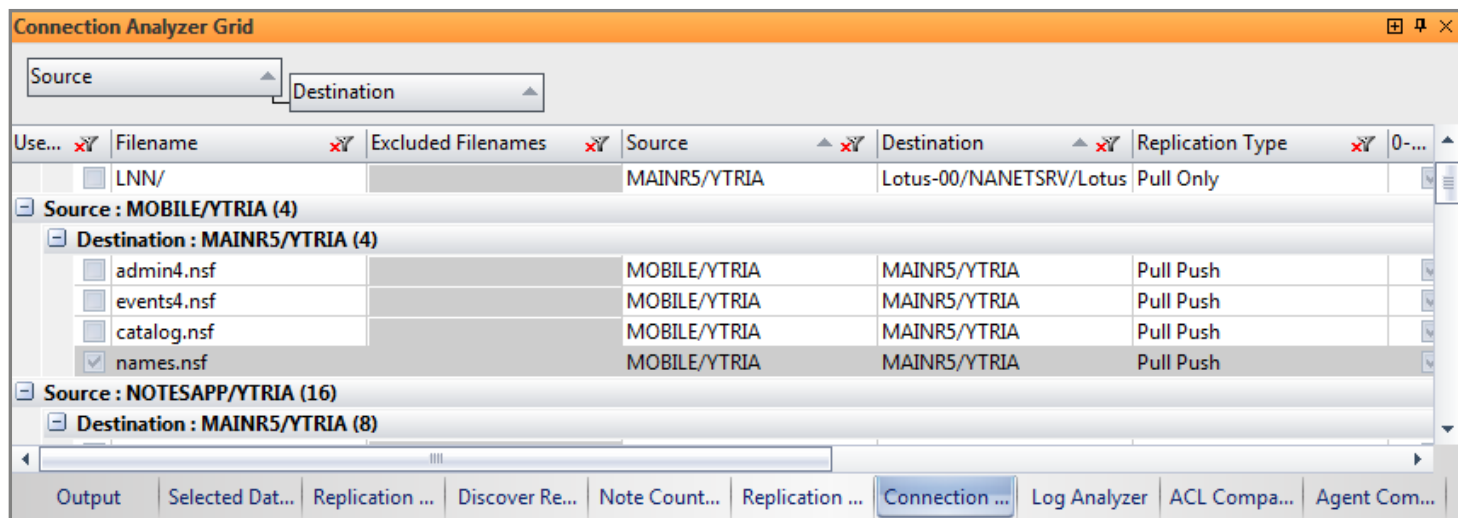 Connection Analyzer Grid
Source
Destination
Use... Filename Excluded Filenames Source Destination Replication Type 0-...
LNN/ MAINR5/YTRIA Lotus-00/NANETSRV/Lotus Pull Only
Source : MOBILE/YTRIA (4)
Destination : MAINR5/YTRIA (4)
admin4.nsf MOBILE/YTRIA MAINR5/YTRIA Pull Push
events4.nsf MOBILE/YTRIA MAINR5/YTRIA Pull Push
catalog.nsf MOBILE/YTRIA MAINR5/YTRIA Pull Push
names.nsf MOBILE/YTRIA MAINR5/YTRIA Pull Push
Source : NOTESAPP/YTRIA (16)
Destination : MAINR5/YTRIA (8)
Output Selected Dat... Replication ... Discover Re... Note Count... Replication ... Connection ... Log Analyzer ACL Compa... Agent Com...